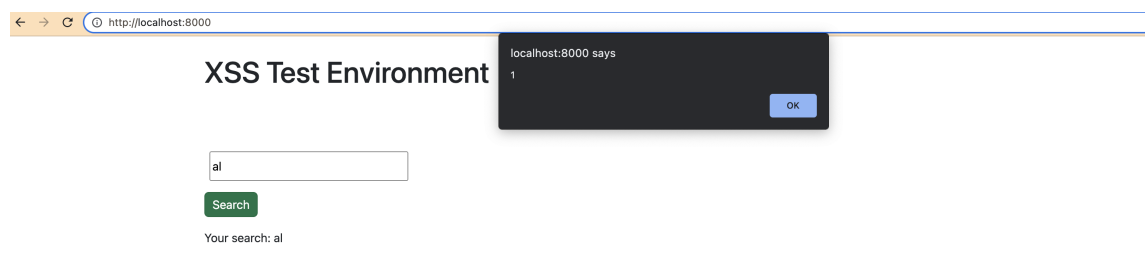 http://localhost:8000
localhost:8000 says
1
OK
XSS Test Environment
al
Search
Your search: al